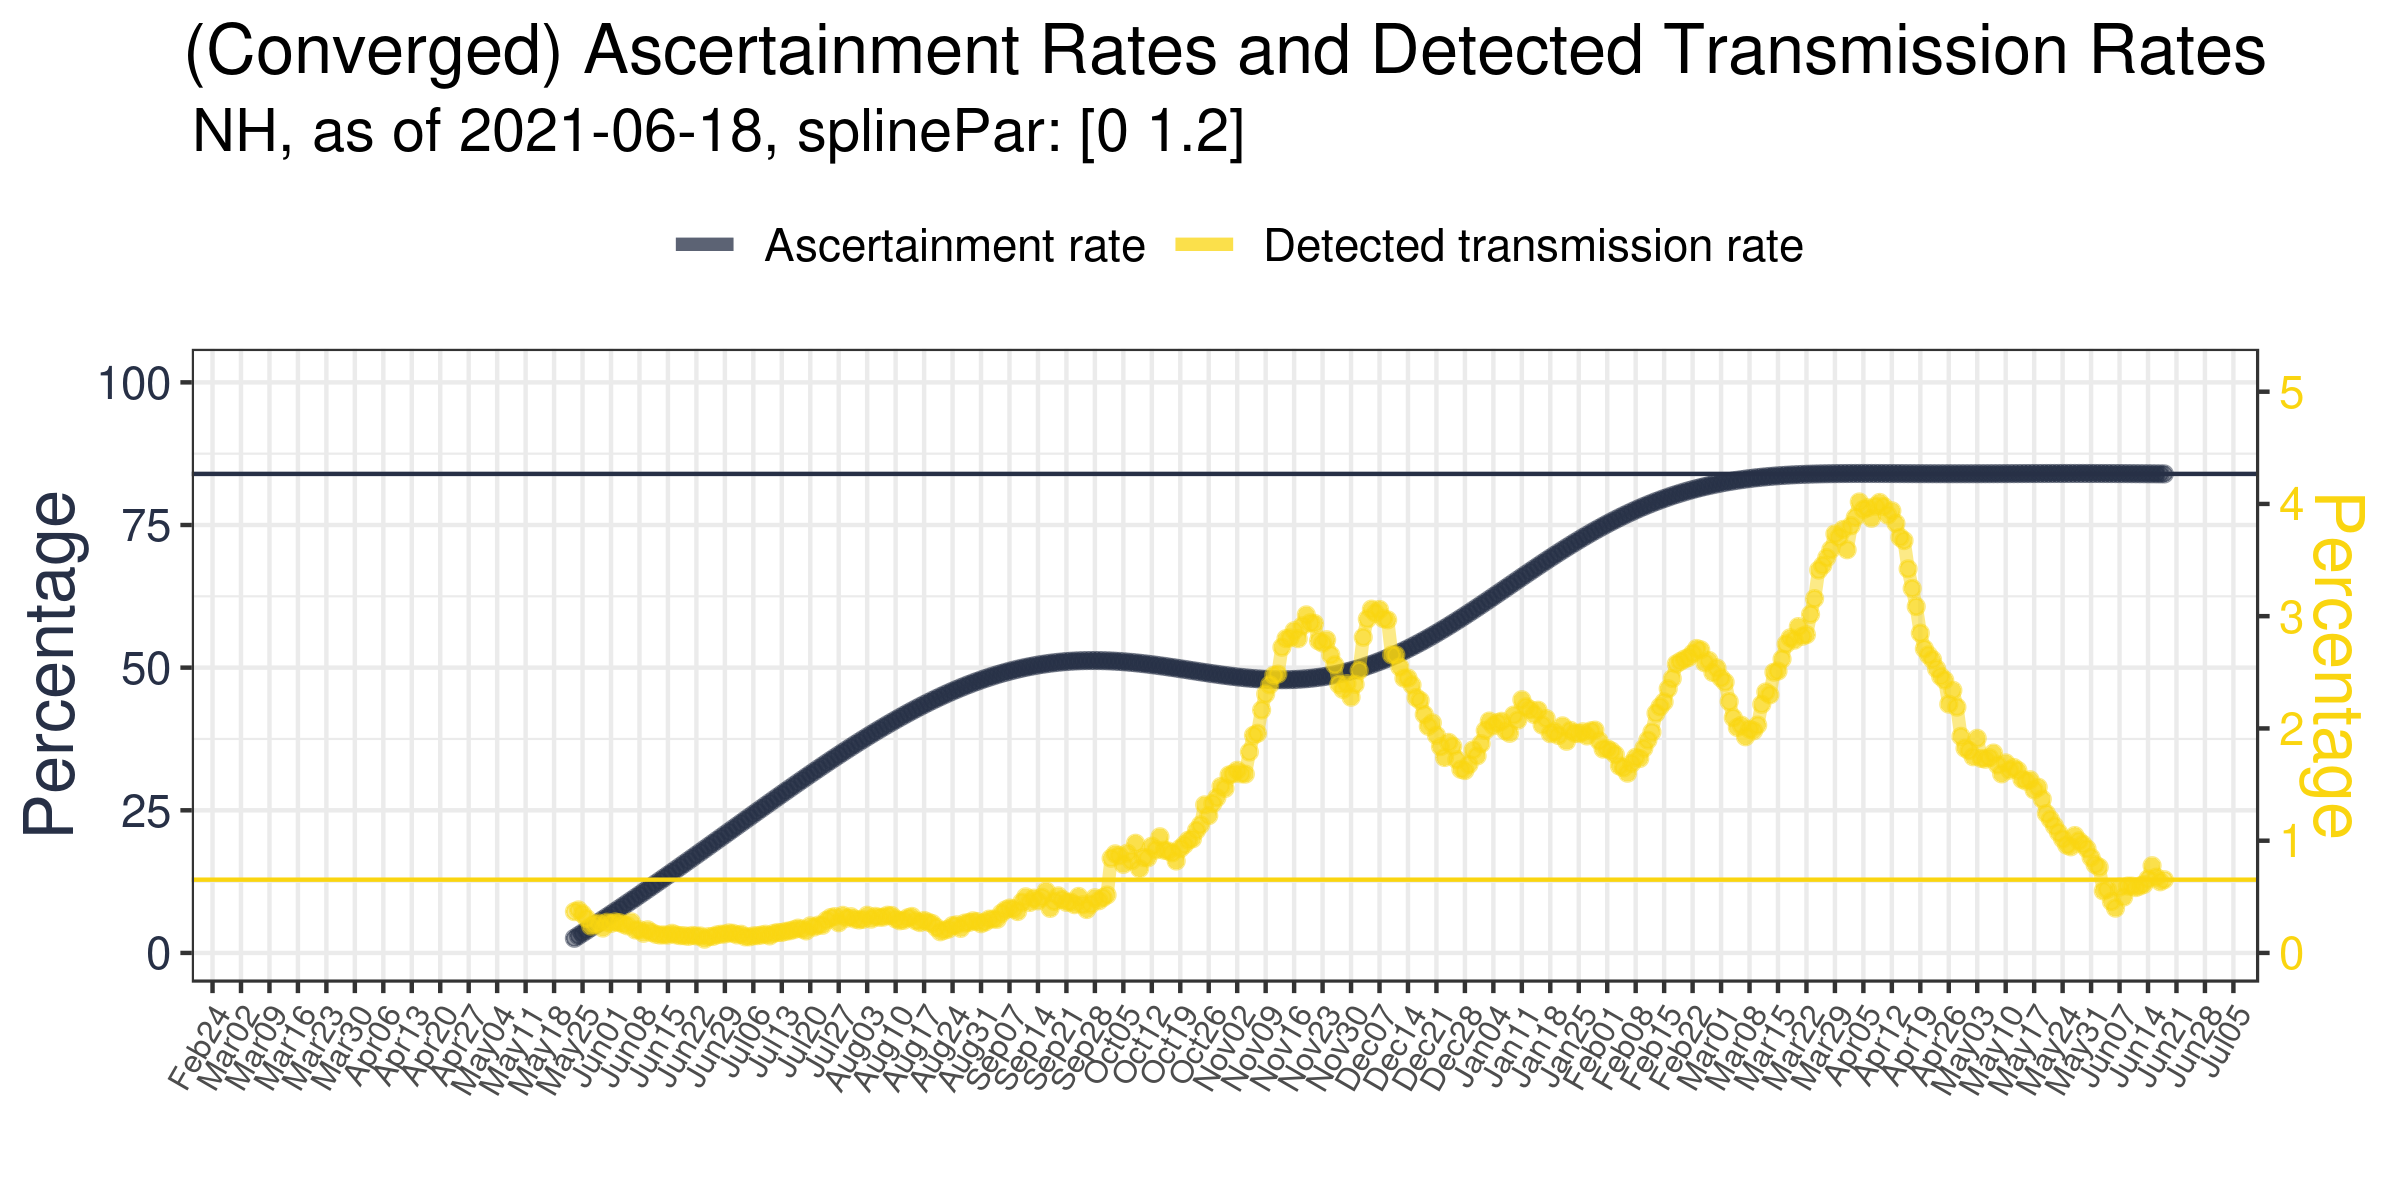 (Converged) Ascertainment Rates and Detected Transmission Rates
NH, as of 2021-06-18, splinePar: [0 1.2]
Ascertainment rate
Detected transmission rate
Percentage
100
75
50
25
0
5
4
3
2
1
0
Percentage
Feb24
Mar02
Mar09
Mar16
Mar23
Mar30
Apr06
Apr13
Apr20
Apr27
May04
May11
May18
May25
Jun01
Jun08
Jun15
Jun22
Jun29
Jul06
Jul13
Jul20
Jul27
Aug03
Aug10
Aug17
Aug24
Aug31
Sep07
Sep14
Sep21
Sep28
Oct05
Oct12
Oct19
Oct26
Nov02
Nov09
Nov16
Nov23
Nov30
Dec07
Dec14
Dec21
Dec28
Jan04
Jan11
Jan18
Jan25
Feb01
Feb08
Feb15
Feb22
Mar01
Mar08
Mar15
Mar22
Mar29
Apr05
Apr12
Apr19
Apr26
May03
May10
May17
May24
May31
Jun07
Jun14
Jun21
Jun28
Jul05